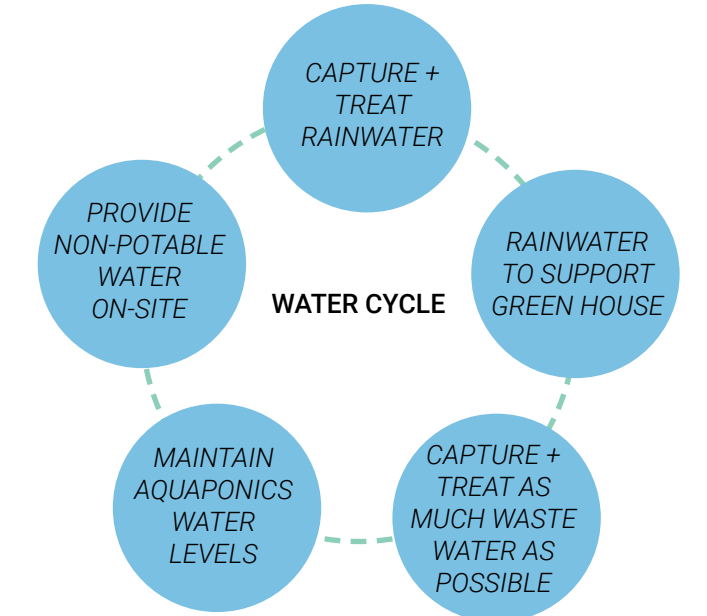 CAPTURE +
TREAT
RAINWATER
RAINWATER
TO SUPPORT
GREEN HOUSE
CAPTURE +
TREAT AS
MUCH WASTE
WATER AS
POSSIBLE
MAINTAIN
AQUAPONICS
WATER
LEVELS
PROVIDE
NON-POTABLE
WATER
ON-SITE
WATER CYCLE